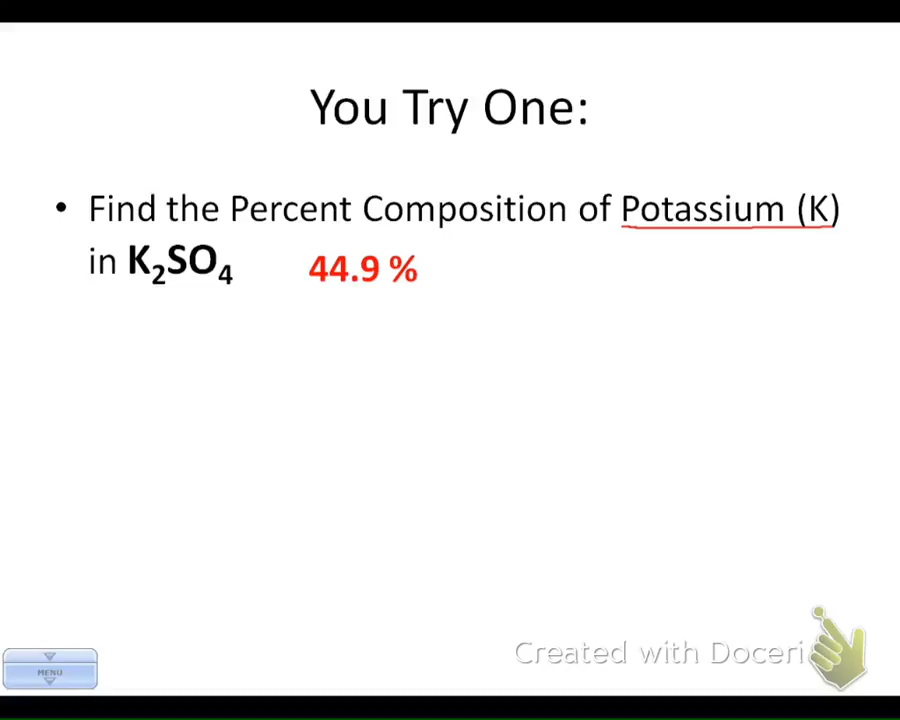 You Try One:
• Find the Percent Composition of Potassium (K)
in K₂SO₄ 44.9 %
Created with Doceri
MENU